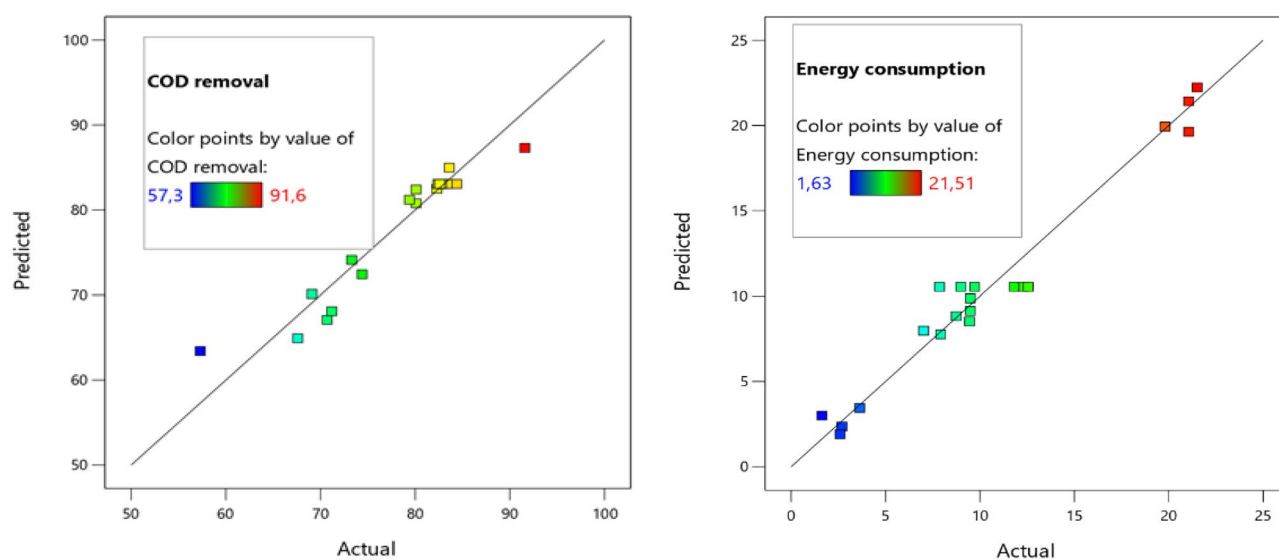 COD removal
Color points by value of
COD removal:
57,3 91,6
100
90
80
70
60
50
Predicted
50 60 70 80 90 100
Actual
Energy consumption
Color points by value of
Energy consumption:
1,63 21,51
25
20
15
10
5
0
Predicted
0 5 10 15 20 25
Actual